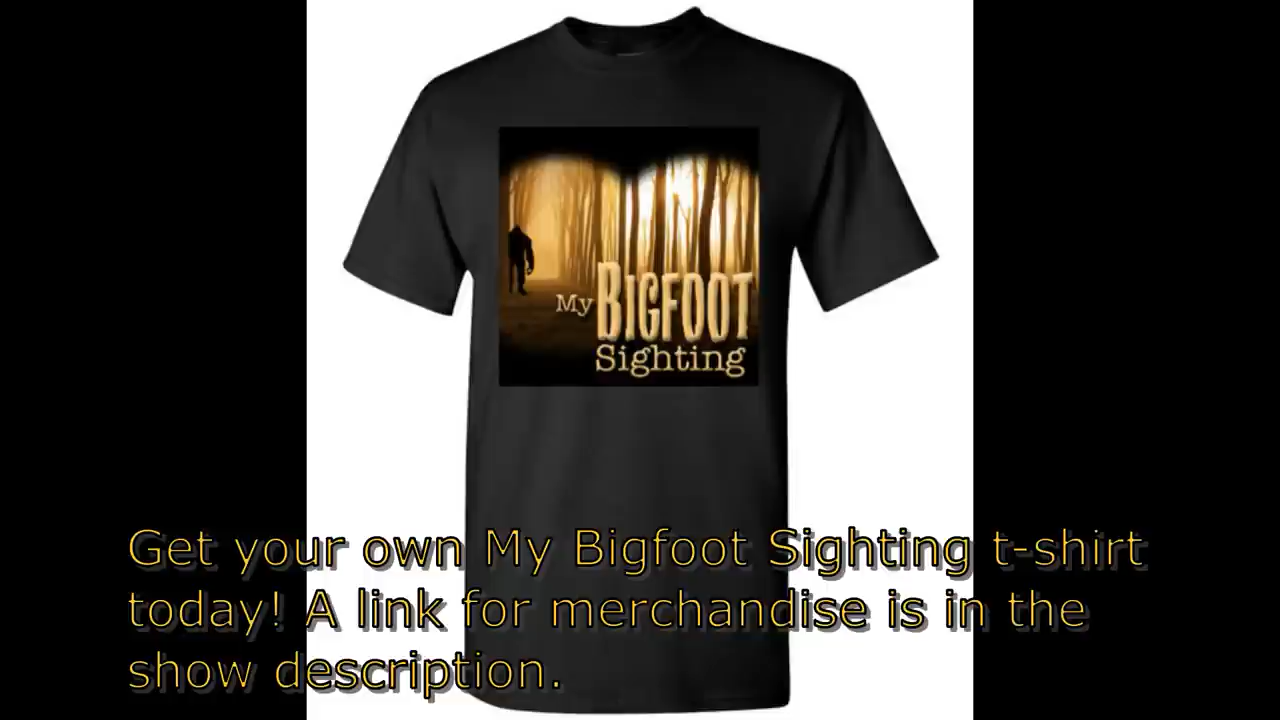 My BIGFOOT
Sighting
Get your own My Bigfoot Sighting t-shirt
today! A link for merchandise is in the
show description.